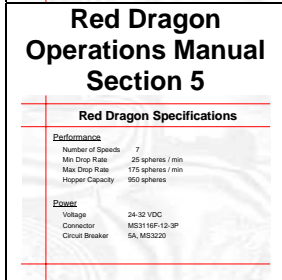 Red Dragon
Operations Manual
Section 5
Red Dragon Specifications
Performance
Number of Speeds 7
Min Drop Rate 25 spheres / min
Max Drop Rate 175 spheres / min
Hopper Capacity 950 spheres
Power
Voltage 24-32 VDC
Connector MS3116F-12-3P
Circuit Breaker 5A, MS3220